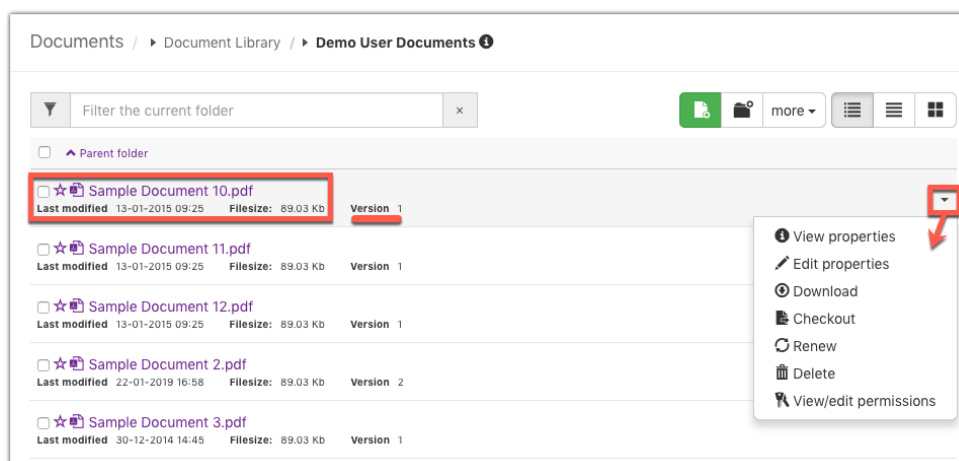 Documents / Document Library / Demo User Documents
Filter the current folder × more
Parent folder
Sample Document 10.pdf
Last modified 13-01-2015 09:25 Filesize: 89.03 Kb Version 1
Sample Document 11.pdf
Last modified 13-01-2015 09:25 Filesize: 89.03 Kb Version 1
Sample Document 12.pdf
Last modified 13-01-2015 09:25 Filesize: 89.03 Kb Version 1
Sample Document 2.pdf
Last modified 22-01-2019 16:58 Filesize: 89.03 Kb Version 2
Sample Document 3.pdf
Last modified 30-12-2014 14:45 Filesize: 89.03 Kb Version 1
View properties
Edit properties
Download
Checkout
Renew
Delete
View/edit permissions